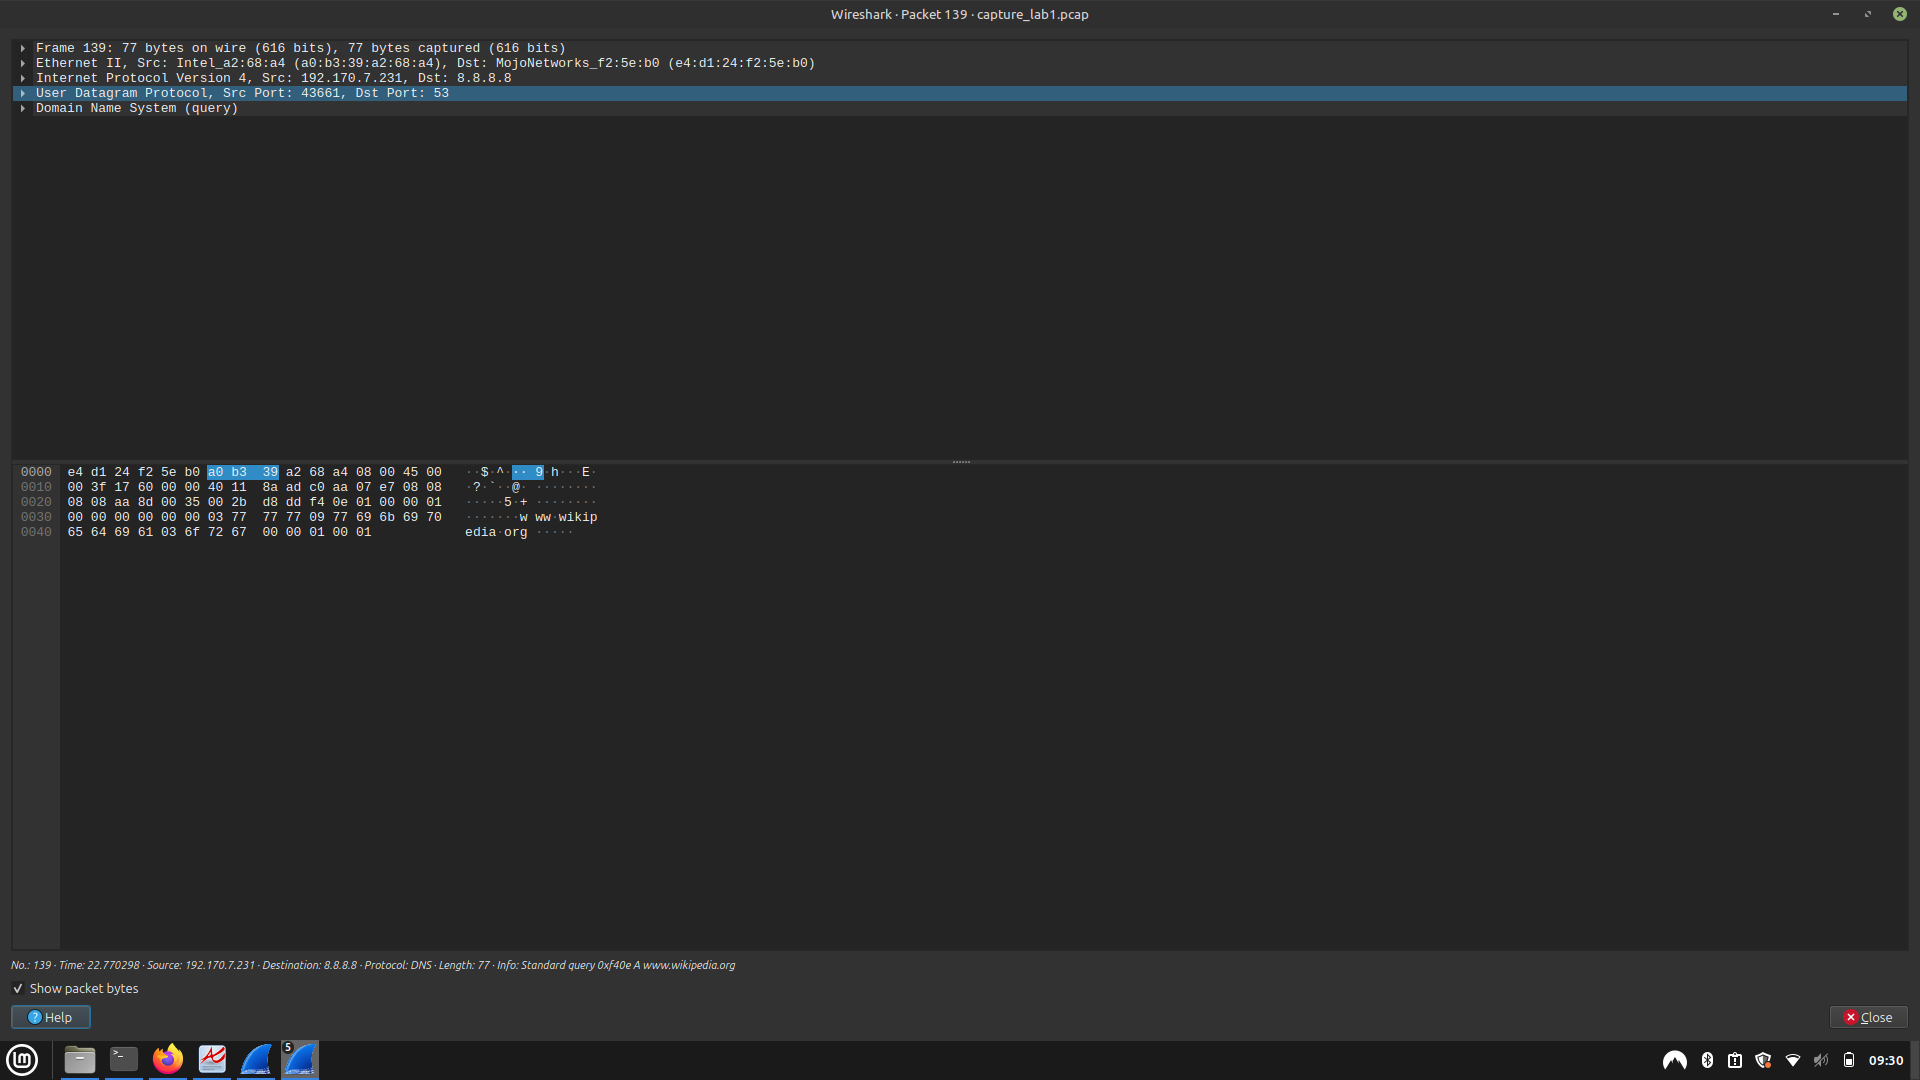 Wireshark · Packet 139 · capture_lab1.pcap
Frame 139: 77 bytes on wire (616 bits), 77 bytes captured (616 bits)
Ethernet II, Src: Intel_a2:68:a4 (a0:b3:39:a2:68:a4), Dst: MojoNetworks_f2:5e:b0 (e4:d1:24:f2:5e:b0)
Internet Protocol Version 4, Src: 192.170.7.231, Dst: 8.8.8.8
User Datagram Protocol, Src Port: 43661, Dst Port: 53
Domain Name System (query)
0000 e4 d1 24 f2 5e b0 a0 b3 39 a2 68 a4 08 00 45 00 ··$·^··· 9·h···E·
0010 00 3f 17 60 00 00 40 11 8a ad c0 aa 07 e7 08 08 ·?·`··@· ········
0020 08 08 aa 8d 00 35 00 2b d8 dd f4 0e 01 00 00 01 ·····5·+ ········
0030 00 00 00 00 00 00 03 77 77 77 09 77 69 6b 69 70 ·······w ww·wikip
0040 65 64 69 61 03 6f 72 67 00 00 01 00 01 edia·org ·····
No.: 139 · Time: 22.770298 · Source: 192.170.7.231 · Destination: 8.8.8.8 · Protocol: DNS · Length: 77 · Info: Standard query 0xf40e A www.wikipedia.org
Show packet bytes
Help
Close
5
09:30